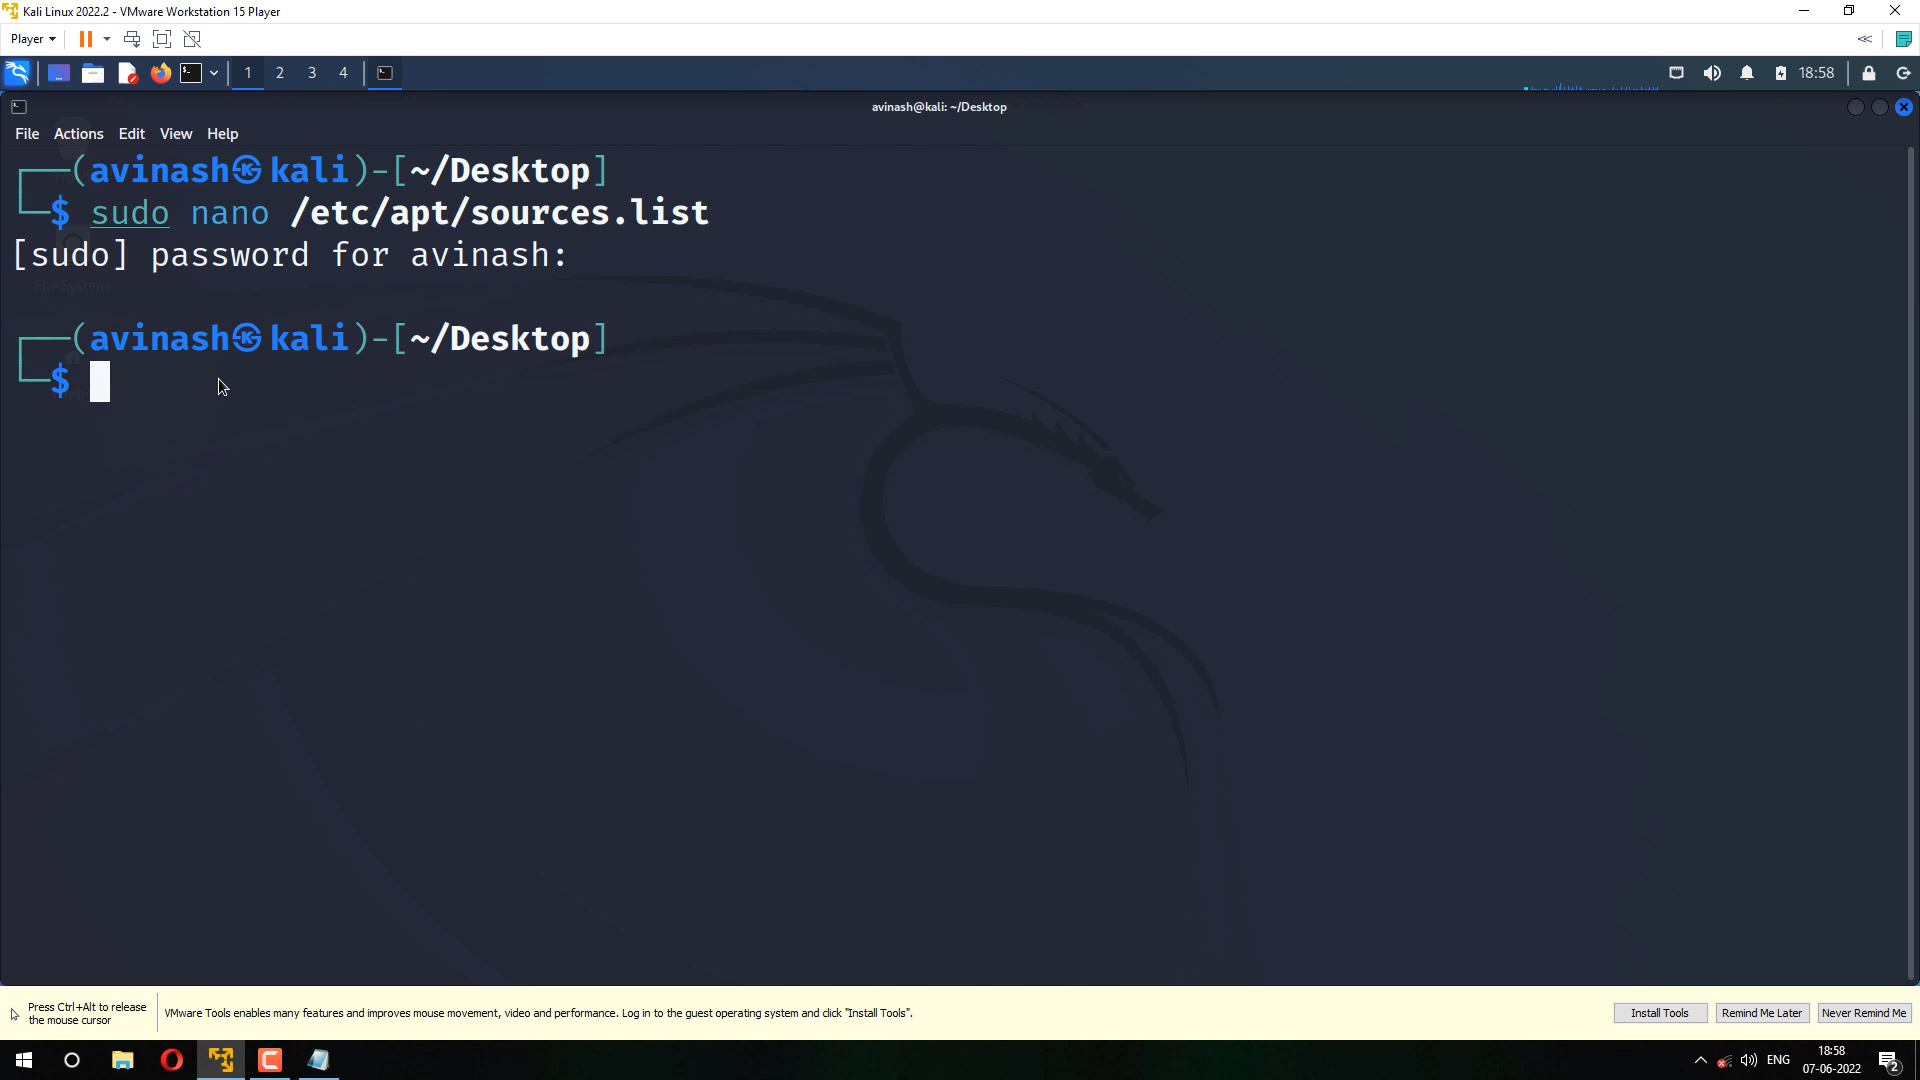 Kali Linux 2022.2 - VMware Workstation 15 Player
Player
1 2 3 4
18:58
avinash@kali: ~/Desktop
File Actions Edit View Help
┌──(avinash㉿kali)-[~/Desktop]
└─$ sudo nano /etc/apt/sources.list
[sudo] password for avinash:
File System
┌──(avinash㉿kali)-[~/Desktop]
└─$
Press Ctrl+Alt to release
the mouse cursor
VMware Tools enables many features and improves mouse movement, video and performance. Log in to the guest operating system and click "Install Tools".
Install Tools Remind Me Later Never Remind Me
ENG
18:58
07-06-2022
2